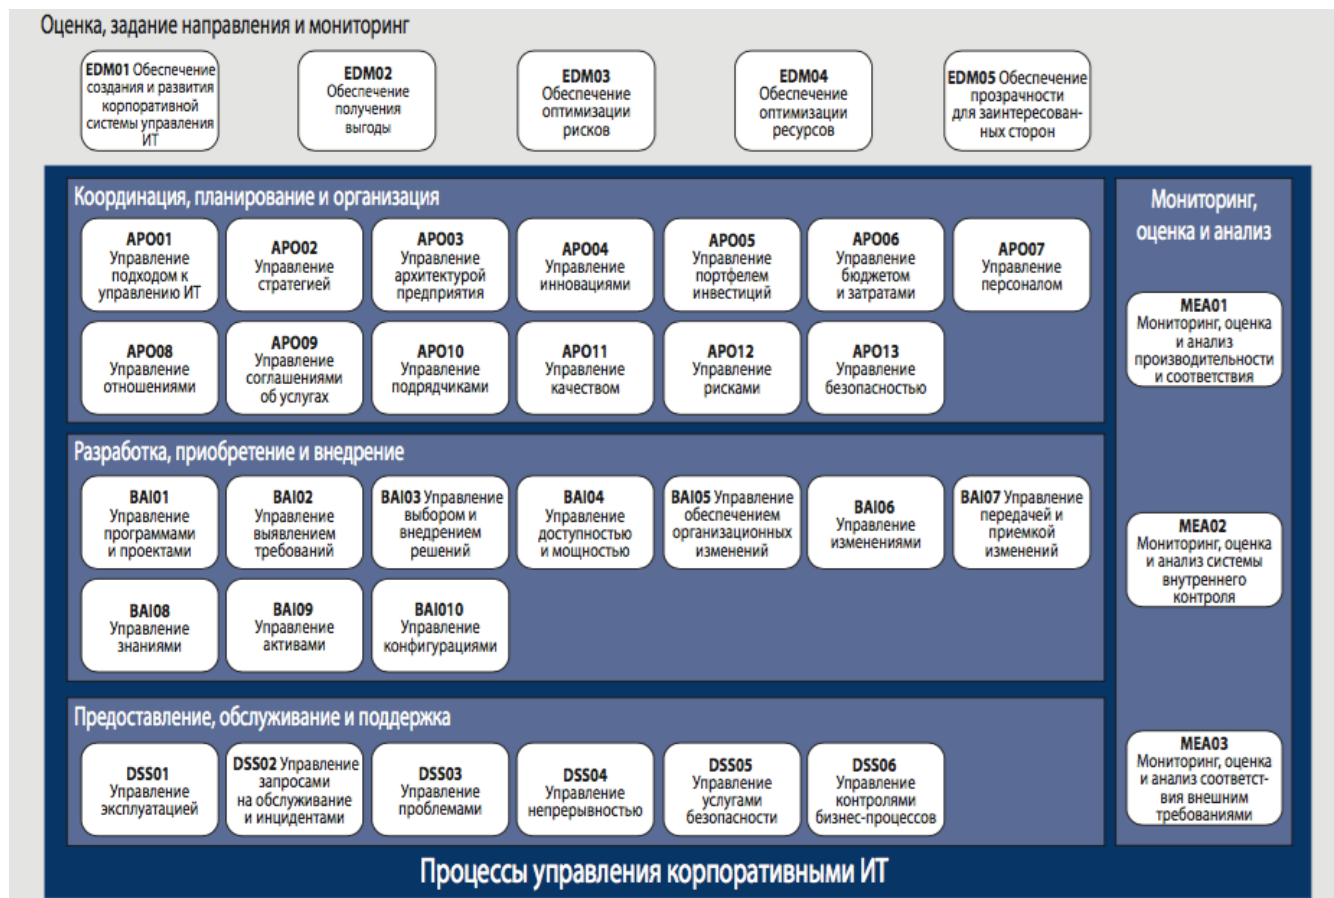 Оценка, задание направления и мониторинг
EDM01 Обеспечение
создания и развития
корпоративной
системы управления
ИТ
EDM02
Обеспечение
получения
выгоды
EDM03
Обеспечение
оптимизации
рисков
EDM04
Обеспечение
оптимизации
ресурсов
EDM05 Обеспечение
прозрачности
для заинтересован-
ных сторон
Координация, планирование и организация
APO01
Управление
подходом к
управлению ИТ
APO02
Управление
стратегией
APO03
Управление
архитектурой
предприятия
APO04
Управление
инновациями
APO05
Управление
портфелем
инвестиций
APO06
Управление
бюджетом
и затратами
APO07
Управление
персоналом
APO08
Управление
отношениями
APO09
Управление
соглашениями
об услугах
APO10
Управление
подрядчиками
APO11
Управление
качеством
APO12
Управление
рисками
APO13
Управление
безопасностью
Разработка, приобретение и внедрение
BAI01
Управление
программами
и проектами
BAI02
Управление
выявлением
требований
BAI03 Управление
выбором и
внедрением
решений
BAI04
Управление
доступностью
и мощностью
BAI05 Управление
обеспечением
организационных
изменений
BAI06
Управление
изменениями
BAI07 Управление
передачей и
приемкой
изменений
BAI08
Управление
знаниями
BAI09
Управление
активами
BAI010
Управление
конфигурациями
Предоставление, обслуживание и поддержка
DSS01
Управление
эксплуатацией
DSS02 Управление
запросами
на обслуживание
и инцидентами
DSS03
Управление
проблемами
DSS04
Управление
непрерывностью
DSS05
Управление
услугами
безопасности
DSS06
Управление
контролями
бизнес-процессов
Мониторинг,
оценка и анализ
MEA01
Мониторинг, оценка
и анализ
производительности
и соответствия
MEA02
Мониторинг, оценка
и анализ системы
внутреннего
контроля
MEA03
Мониторинг, оценка
и анализ соответст-
вия внешним
требованиями
Процессы управления корпоративными ИТ